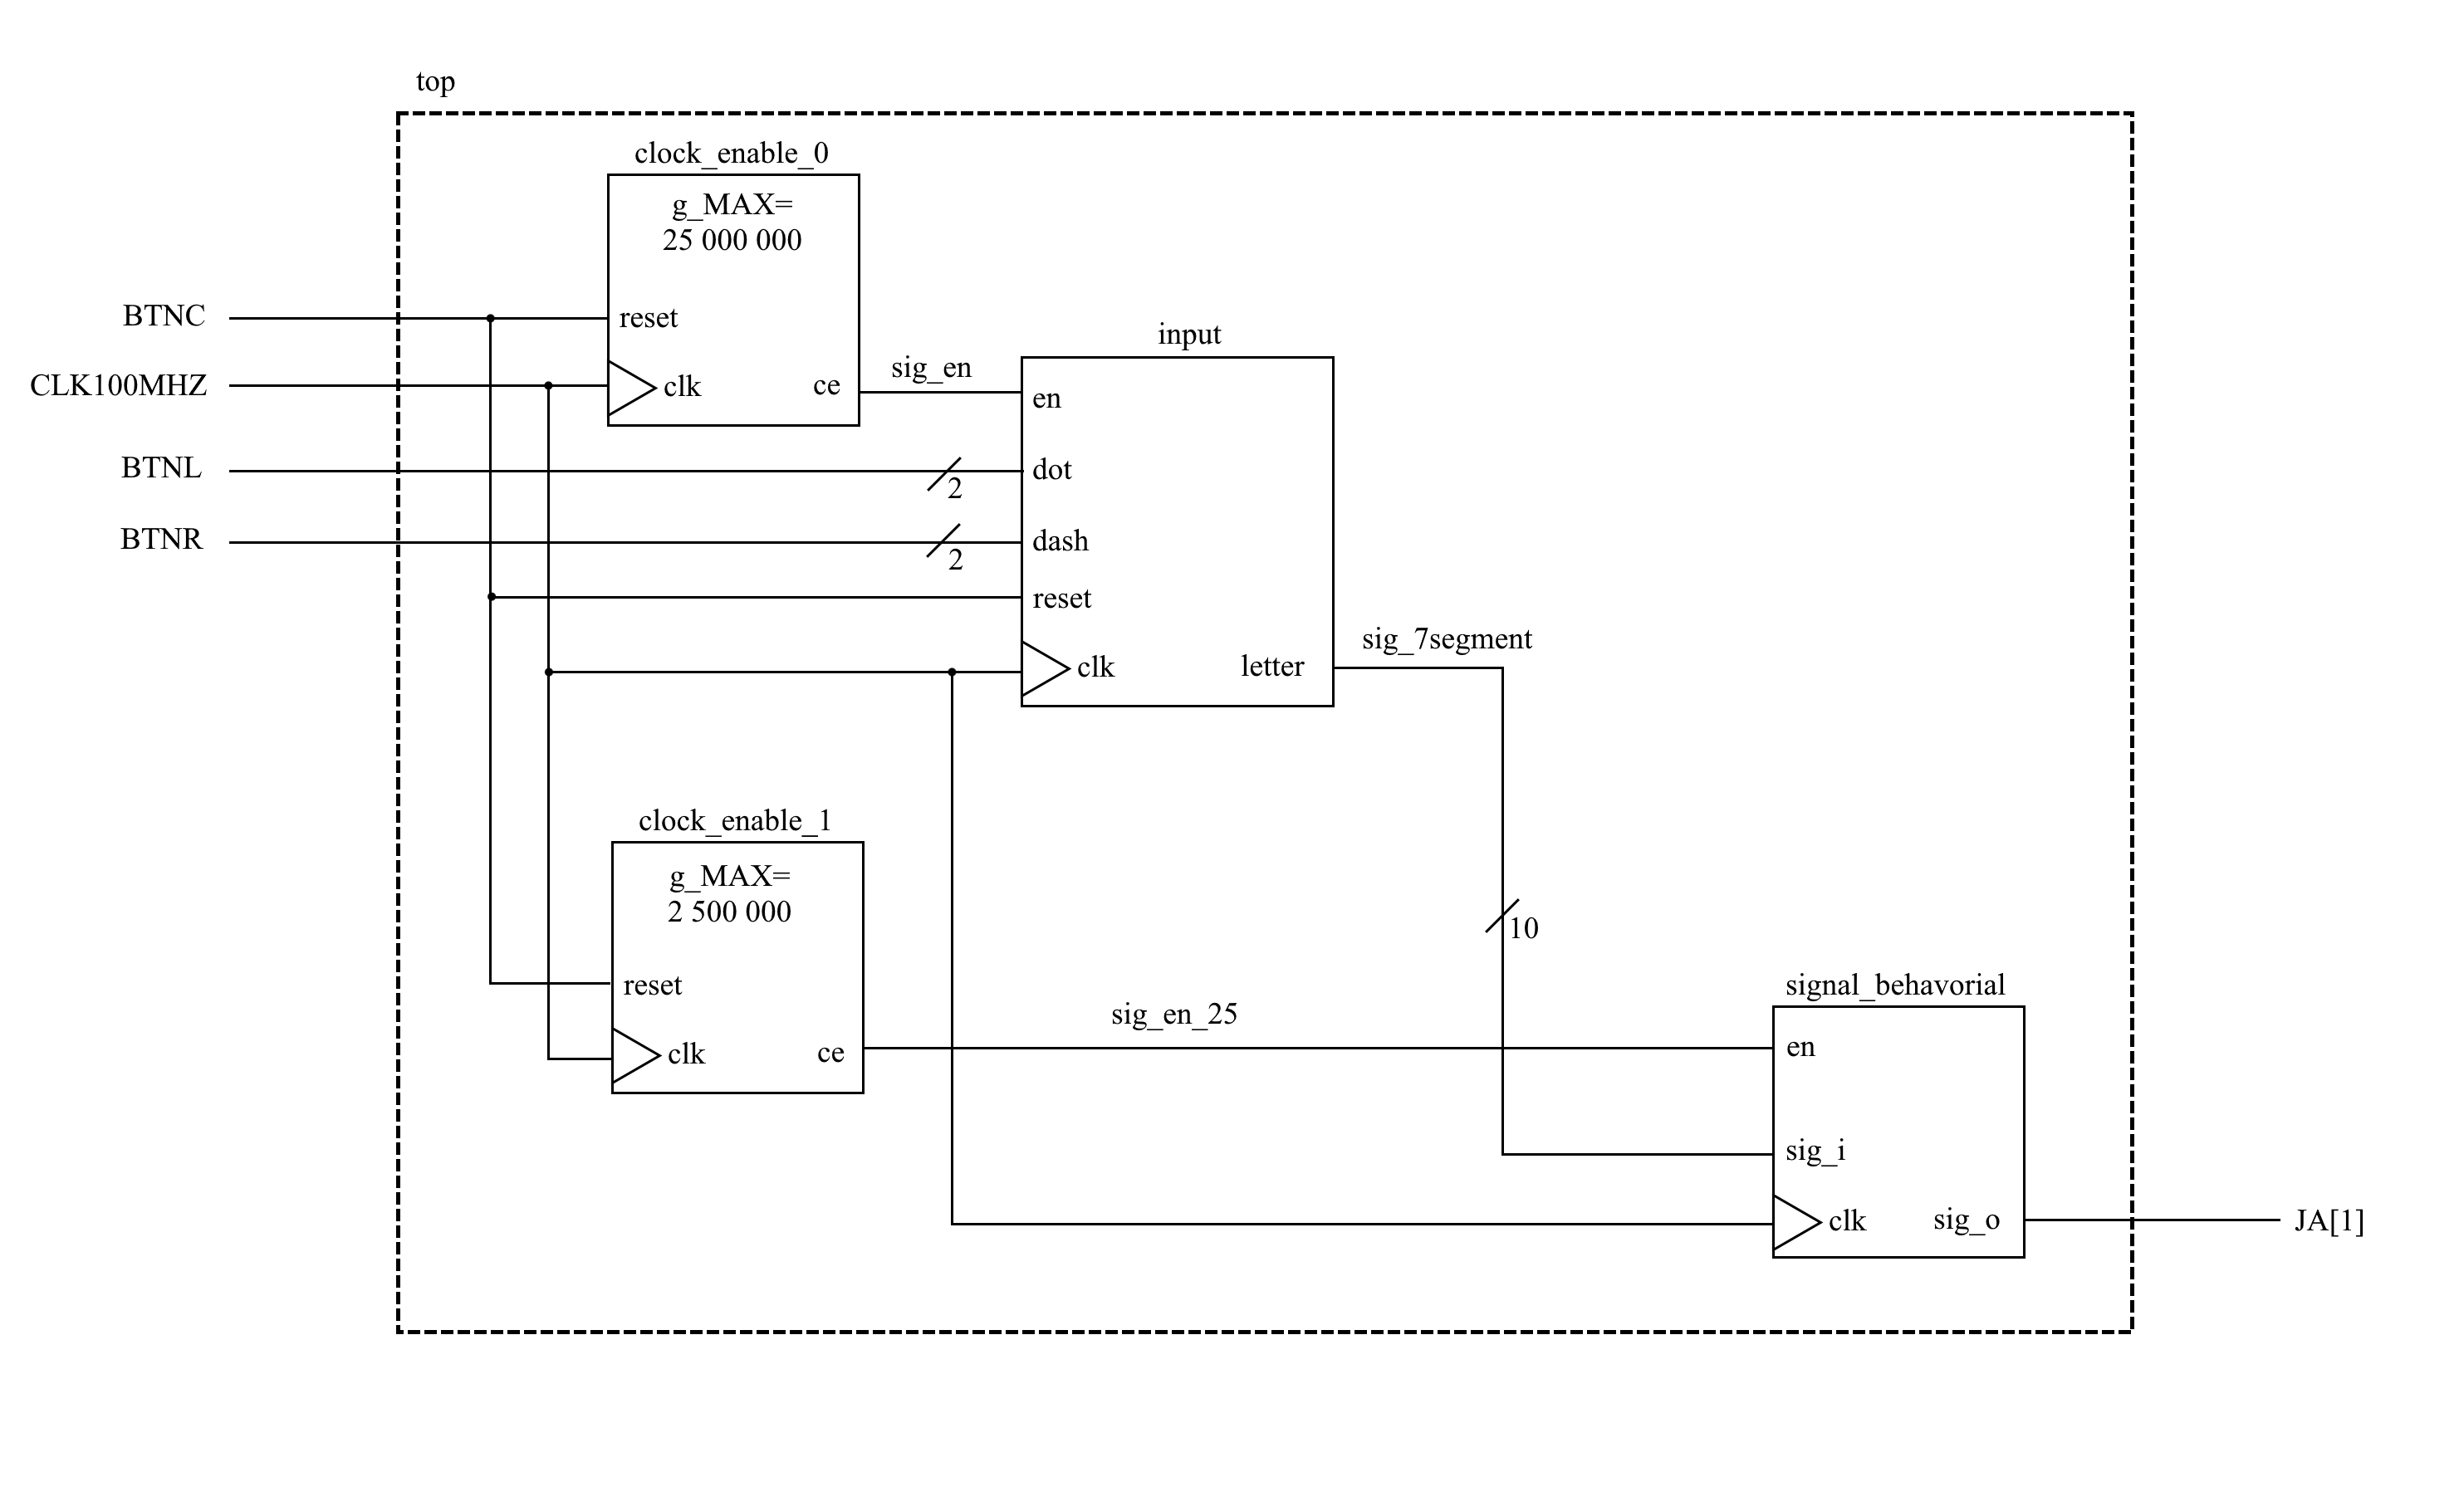 top
clock_enable_0
g_MAX=
25 000 000
BTNC
reset
CLK100MHZ
clk
ce
sig_en
input
en
BTNL
dot
2
BTNR
dash
2
reset
clk
letter
sig_7segment
clock_enable_1
g_MAX=
2 500 000
10
reset
clk
ce
sig_en_25
signal_behavorial
en
sig_i
clk
sig_o
JA[1]